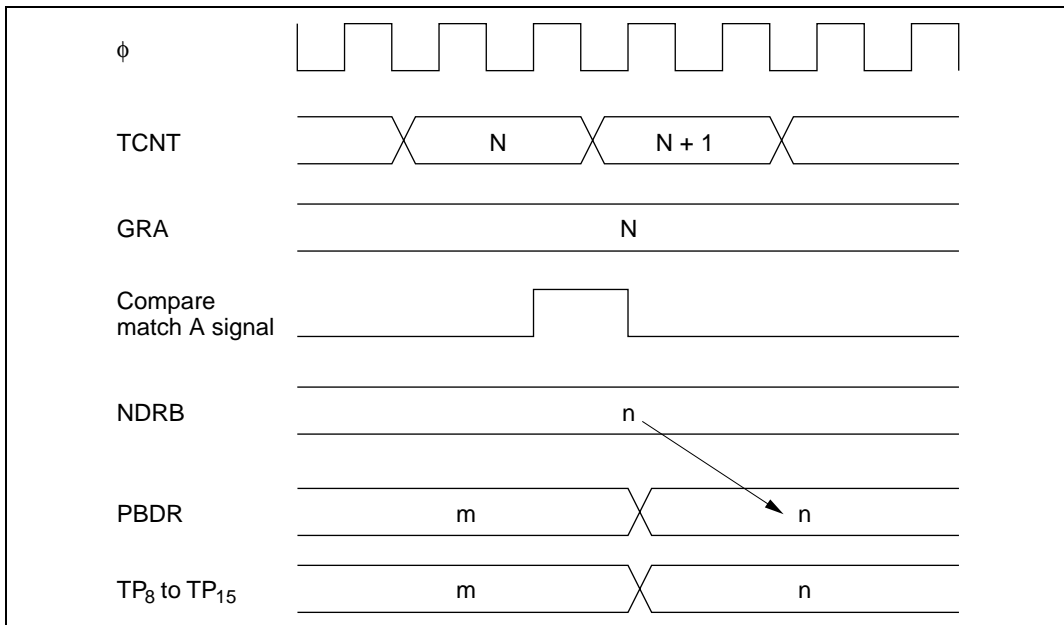 ϕ
TCNT N N + 1
GRA N
Compare
match A signal
NDRB n
PBDR m n
TP8 to TP15 m n